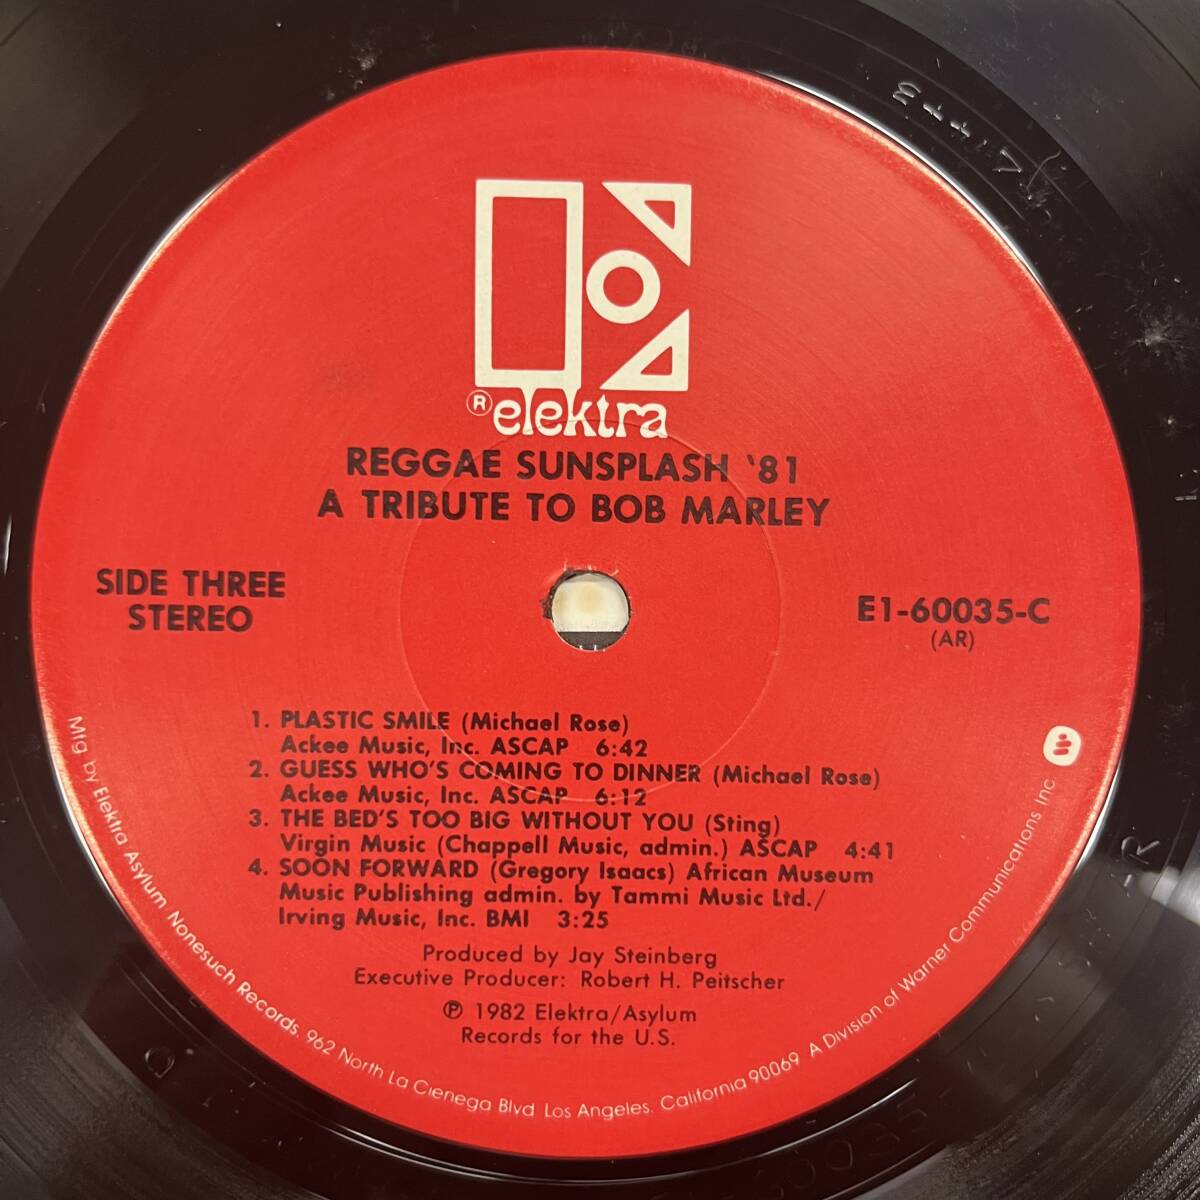 ®elektra
REGGAE SUNSPLASH '81
A TRIBUTE TO BOB MARLEY
SIDE THREE
STEREO
E1-60035-C
(AR)
1. PLASTIC SMILE (Michael Rose)
Ackee Music, Inc. ASCAP 6:42
2. GUESS WHO'S COMING TO DINNER (Michael Rose)
Ackee Music, Inc. ASCAP 6:12
3. THE BED'S TOO BIG WITHOUT YOU (Sting)
Virgin Music (Chappell Music, admin.) ASCAP 4:41
4. SOON FORWARD (Gregory Isaacs) African Museum
Music Publishing admin. by Tammi Music Ltd./
Irving Music, Inc. BMI 3:25
Produced by Jay Steinberg
Executive Producer: Robert H. Peitscher
℗ 1982 Elektra/Asylum
Records for the U.S.
Mfg. by Elektra Asylum Nonesuch Records, 962 North La Cienega Blvd. Los Angeles, California 90069 A Division of Warner Communications Inc